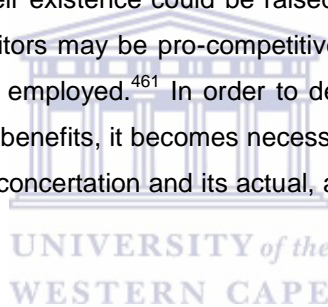 eir existence could be raised
itors may be pro-competitive
employed.461 In order to de
benefits, it becomes necess
concertation and its actual, a
UNIVERSITY of the
WESTERN CAPE